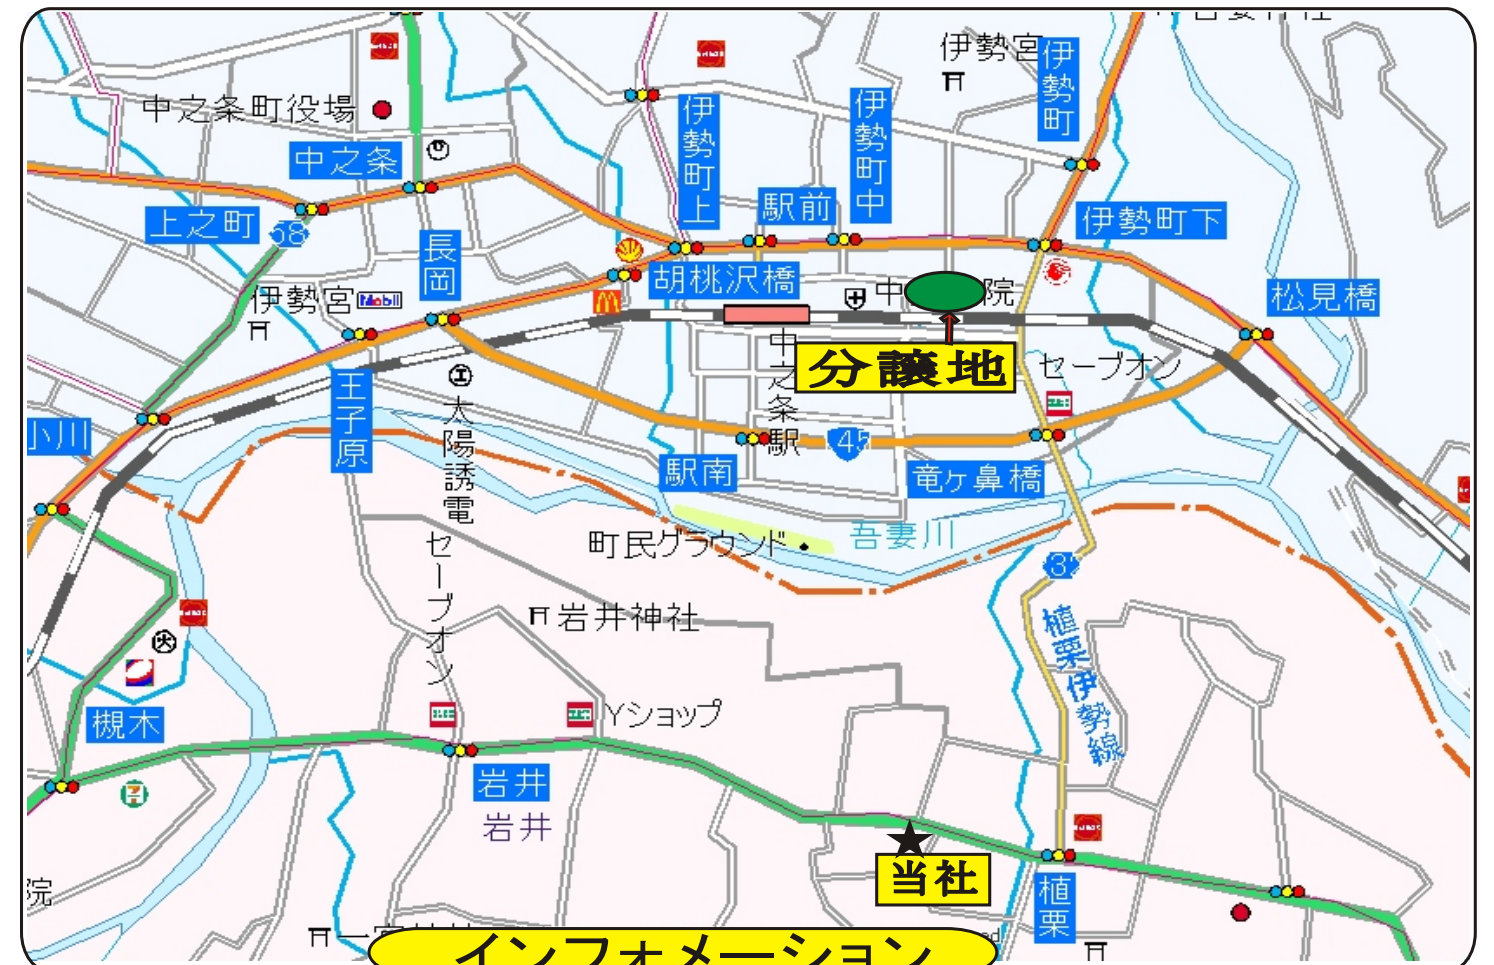 伊勢宮
伊勢町
中之条町役場
伊勢町上
伊勢町中
中之条
駅前
上之町
68
伊勢町下
長岡
胡桃沢橋
中
院
松見橋
伊勢宮
Mobil
中之条駅
分譲地
セーブオン
王子原
太陽誘電
小川
駅南
45
竜ヶ鼻橋
町民グラウンド
吾妻川
セーブオン
3
岩井神社
植栗伊勢線
槻木
Yショップ
岩井
岩井
当社
院
植栗
インフォメーション